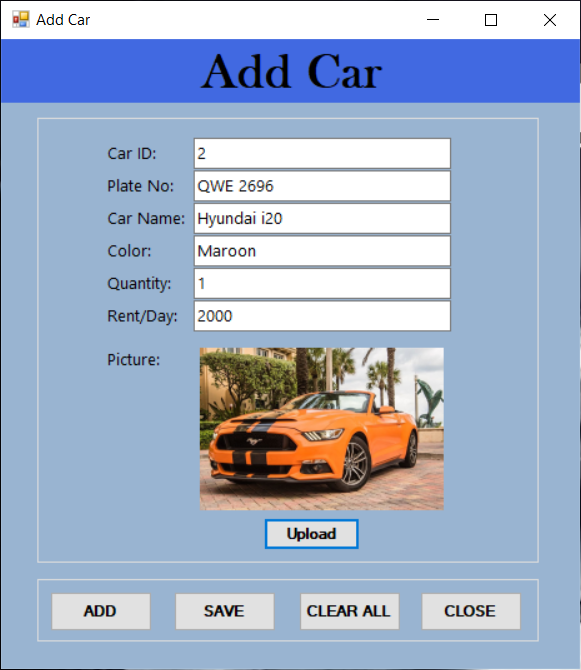 Add Car
Add Car
Car ID: 2
Plate No: QWE 2696
Car Name: Hyundai i20
Color: Maroon
Quantity: 1
Rent/Day: 2000
Picture:
Upload
ADD SAVE CLEAR ALL CLOSE